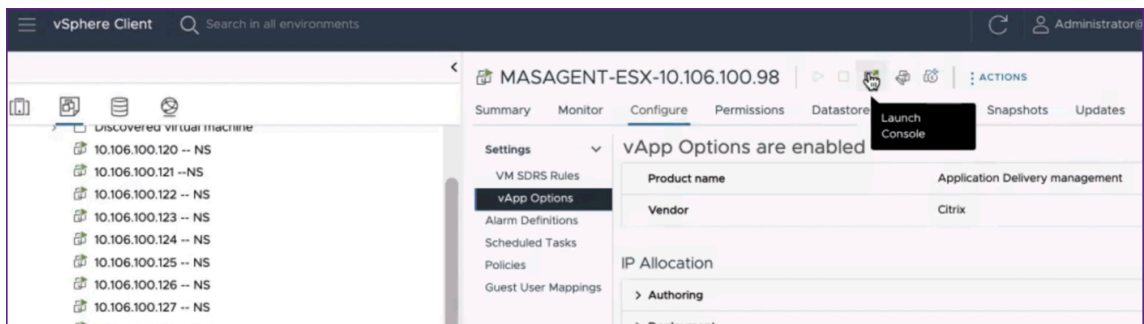 vSphere Client Search in all environments Administrator@
MASAGENT-ESX-10.106.100.98 ACTIONS
Summary Monitor Configure Permissions Datastore Snapshots Updates
Launch
Console
Discovered virtual machine
10.106.100.120 -- NS
10.106.100.121 --NS
10.106.100.122 -- NS
10.106.100.123 -- NS
10.106.100.124 -- NS
10.106.100.125 -- NS
10.106.100.126 -- NS
10.106.100.127 -- NS
Settings
VM SDRS Rules
vApp Options
Alarm Definitions
Scheduled Tasks
Policies
Guest User Mappings
vApp Options are enabled
Product name Application Delivery management
Vendor Citrix
IP Allocation
Authoring